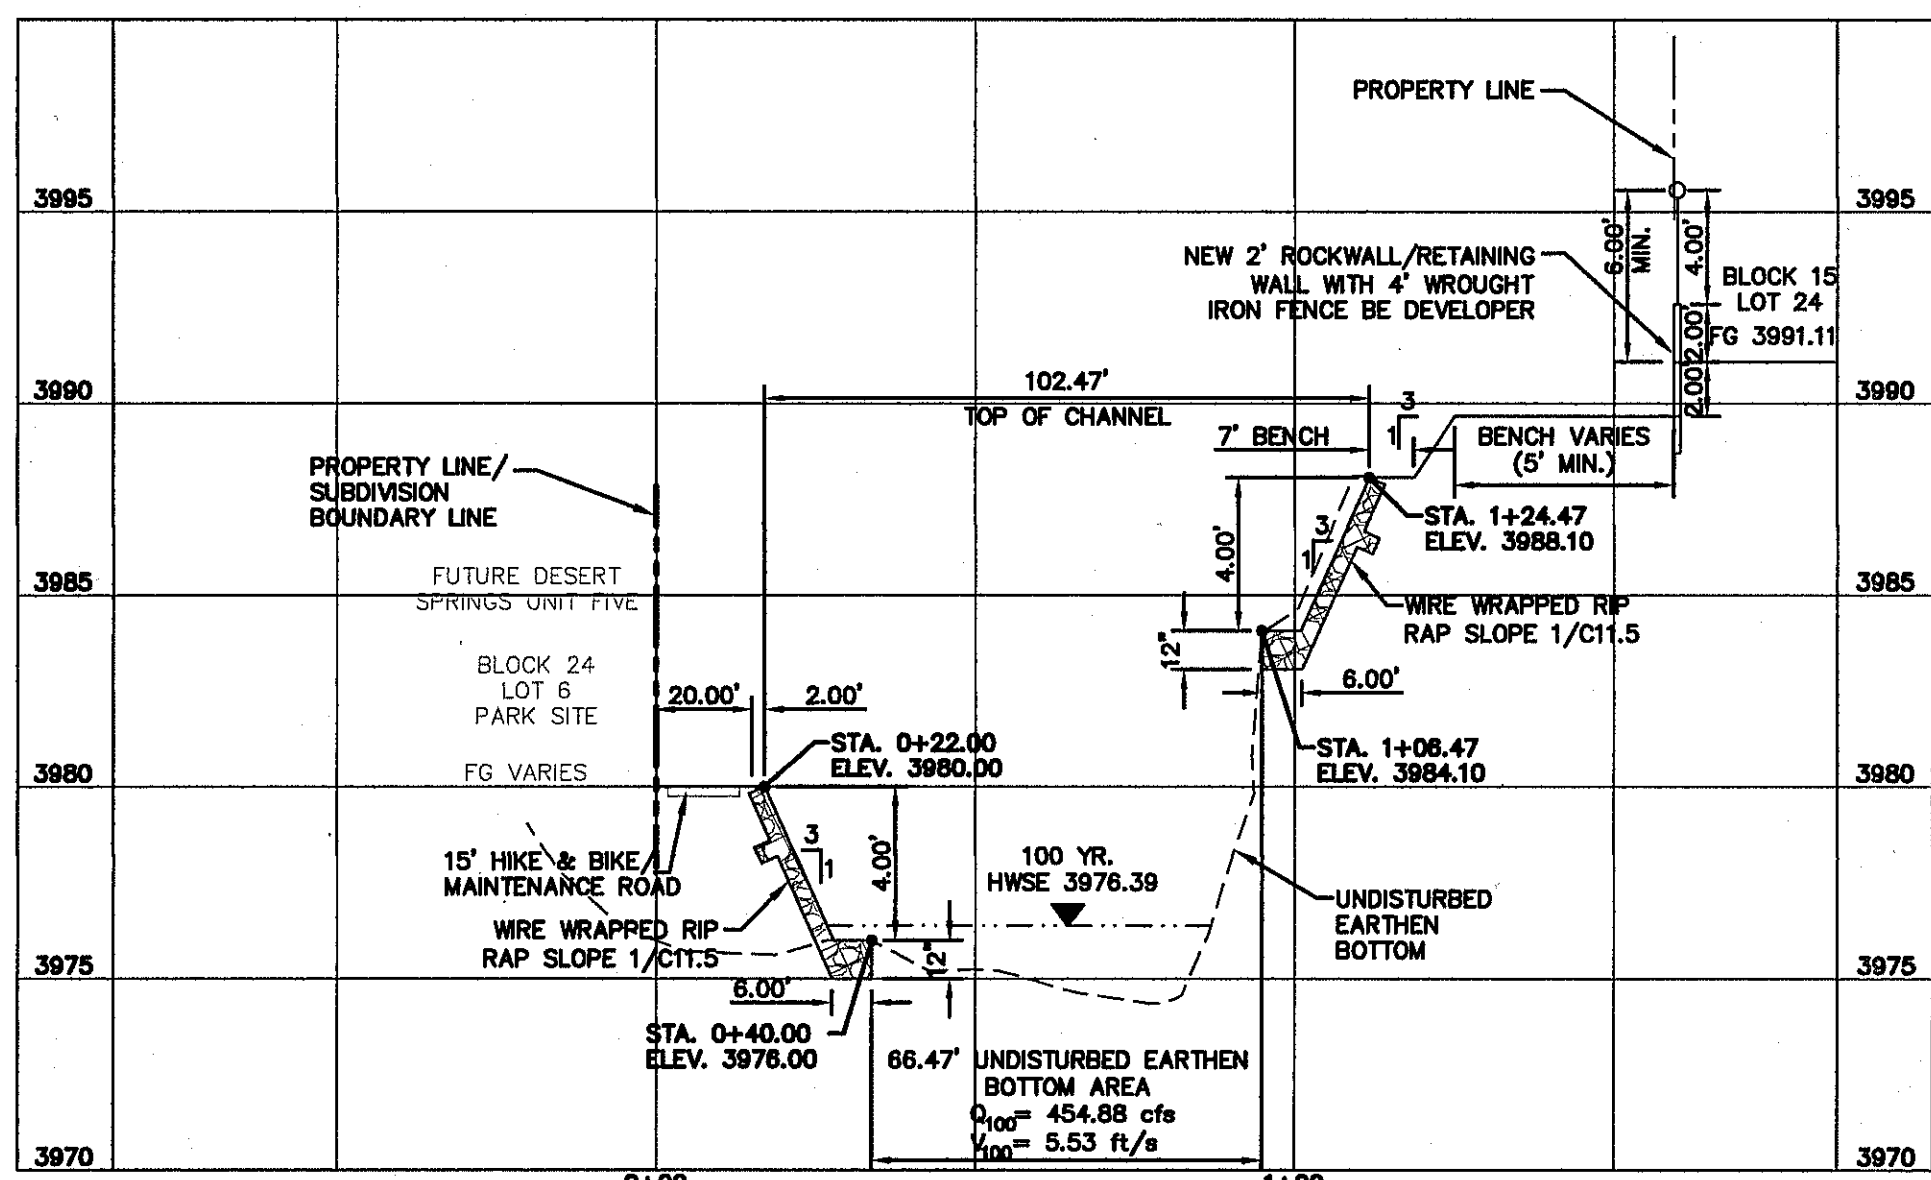 PROPERTY LINE
3995
3995
6.00'
MIN.
4.00'
NEW 2' ROCKWALL/RETAINING
WALL WITH 4' WROUGHT
IRON FENCE BE DEVELOPER
BLOCK 15
LOT 24
FG 3991.11
2.00'
2.00'
3990
3990
102.47'
TOP OF CHANNEL
3
1
7' BENCH
BENCH VARIES
(5' MIN.)
PROPERTY LINE/
SUBDIVISION
BOUNDARY LINE
STA. 1+24.47
ELEV. 3988.10
3
1
4.00'
3985
3985
FUTURE DESERT
SPRINGS UNIT FIVE
WIRE WRAPPED RIP
RAP SLOPE 1/C11.5
12"
6.00'
BLOCK 24
LOT 6
PARK SITE
FG VARIES
20.00'
2.00'
STA. 0+22.00
ELEV. 3980.00
STA. 1+06.47
ELEV. 3984.10
3980
3980
3
1
4.00'
15' HIKE & BIKE/
MAINTENANCE ROAD
100 YR.
HWSE 3976.39
WIRE WRAPPED RIP
RAP SLOPE 1/C11.5
UNDISTURBED
EARTHEN
BOTTOM
12"
3975
3975
6.00'
STA. 0+40.00
ELEV. 3976.00
66.47' UNDISTURBED EARTHEN
BOTTOM AREA
Q100= 454.88 cfs
V100= 5.53 ft/s
3970
3970